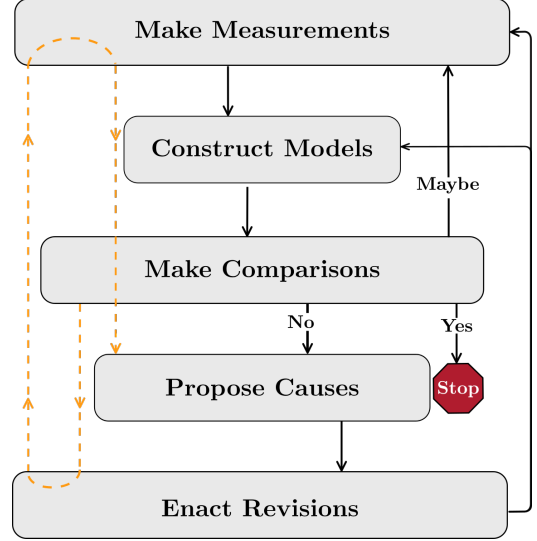 Make Measurements
Construct Models
Maybe
Make Comparisons
No
Yes
Propose Causes
Stop
Enact Revisions